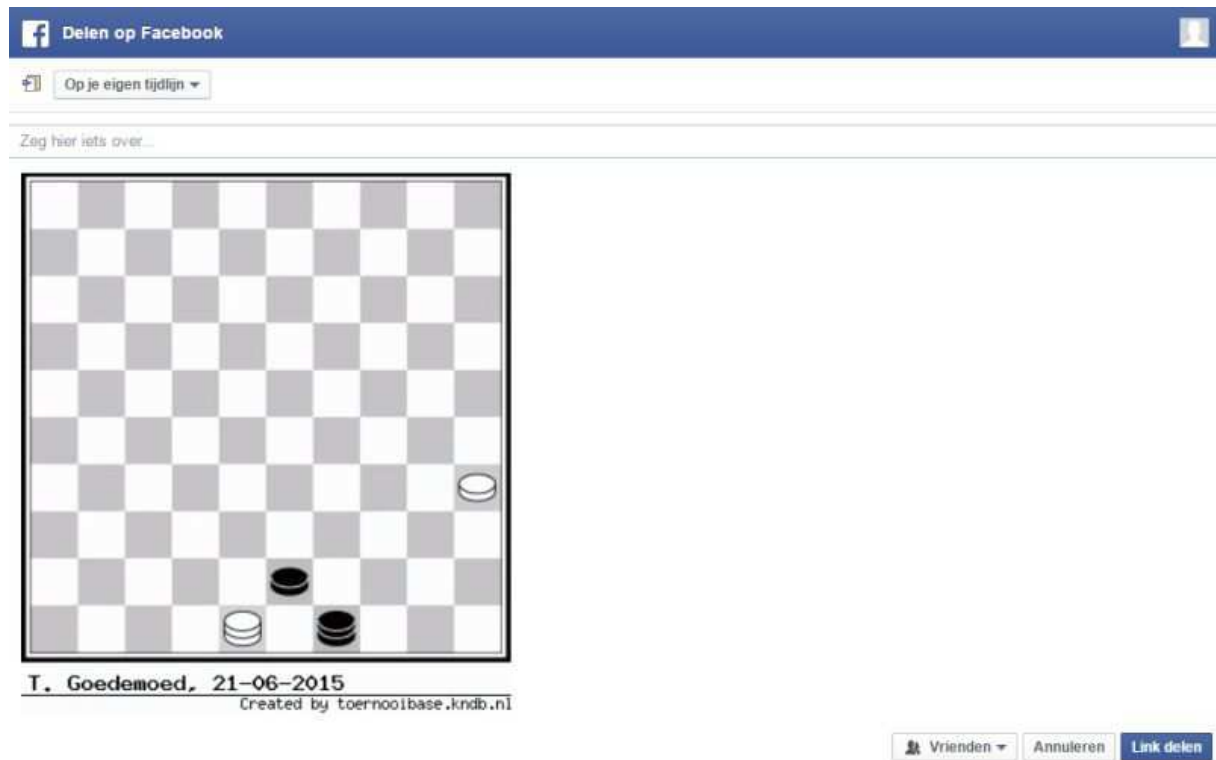 Delen op Facebook
Op je eigen tijdlijn
Zeg hier iets over...
T. Goedemoed, 21-06-2015
Created by toernooibase.kndb.nl
Vrienden Annuleren Link delen